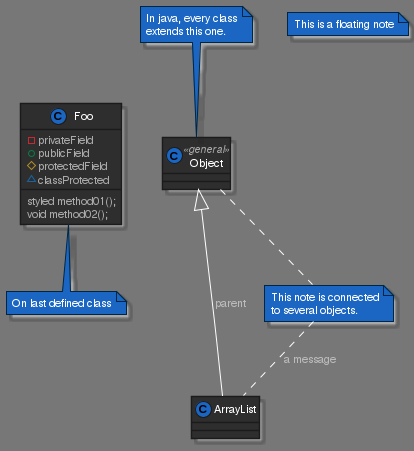 In java, every class
extends this one.
This is a floating note
C Foo
privateField
publicField
protectedField
classProtected
styled method01();
void method02();
C «general»
Object
On last defined class
parent
This note is connected
to several objects.
a message
C ArrayList